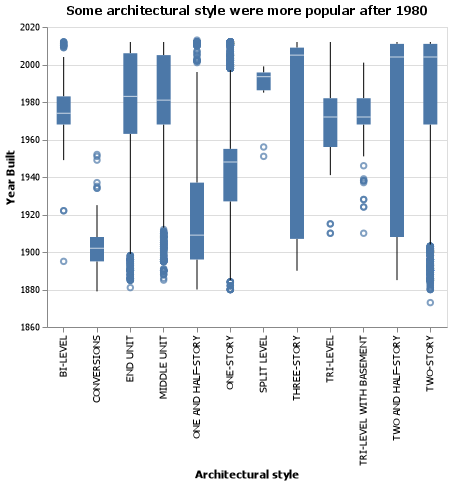 Some architectural style were more popular after 1980
2020
2000
1980
1960
1940
1920
1900
1880
1860
Year Built
BI-LEVEL
CONVERSIONS
END UNIT
MIDDLE UNIT
ONE AND HALF-STORY
ONE-STORY
SPLIT LEVEL
THREE-STORY
TRI-LEVEL
TRI-LEVEL WITH BASEMENT
TWO AND HALF-STORY
TWO-STORY
Architectural style